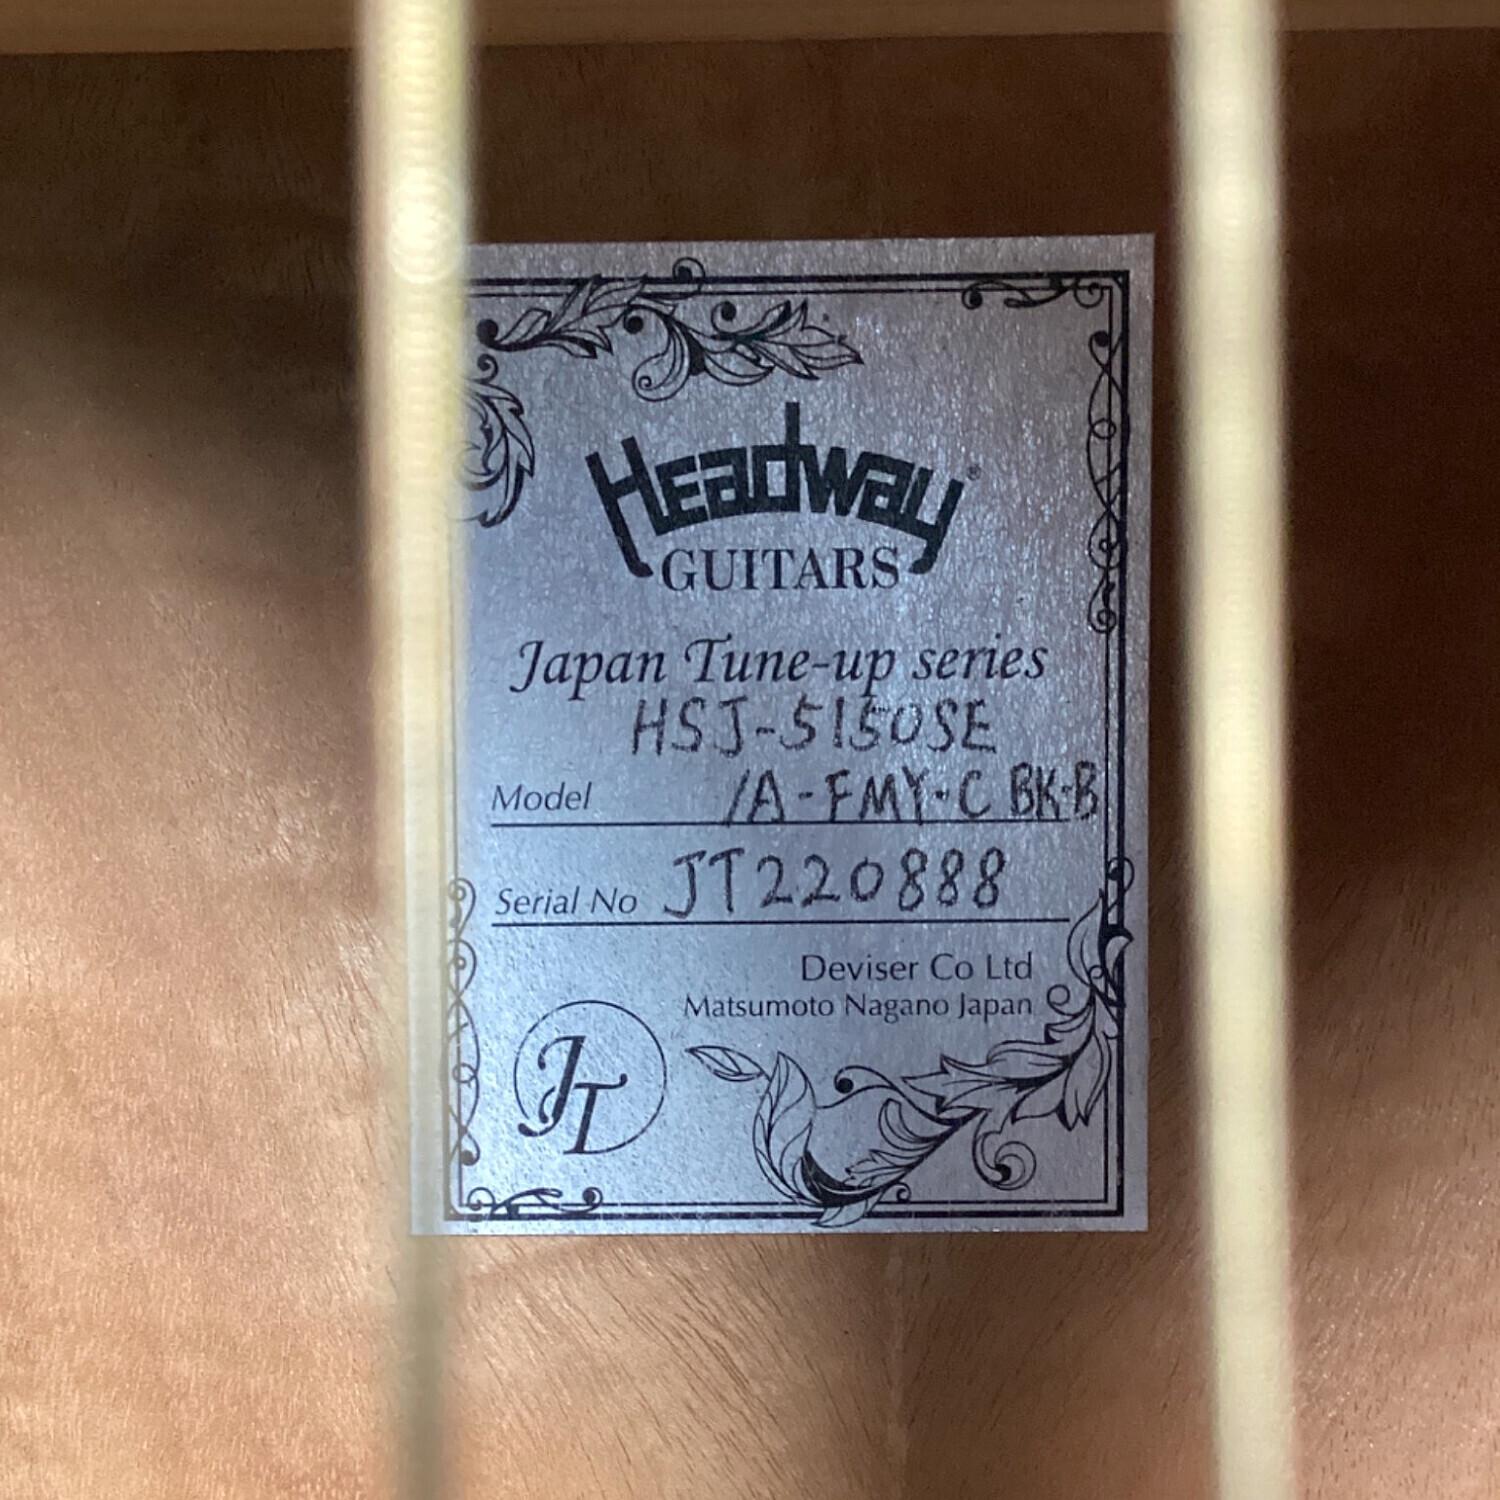 Headway®
GUITARS
Japan Tune-up series
HSJ-5150SE
Model /A-FMY-C BK-B
Serial No JT220888
Deviser Co Ltd
Matsumoto Nagano Japan
JT